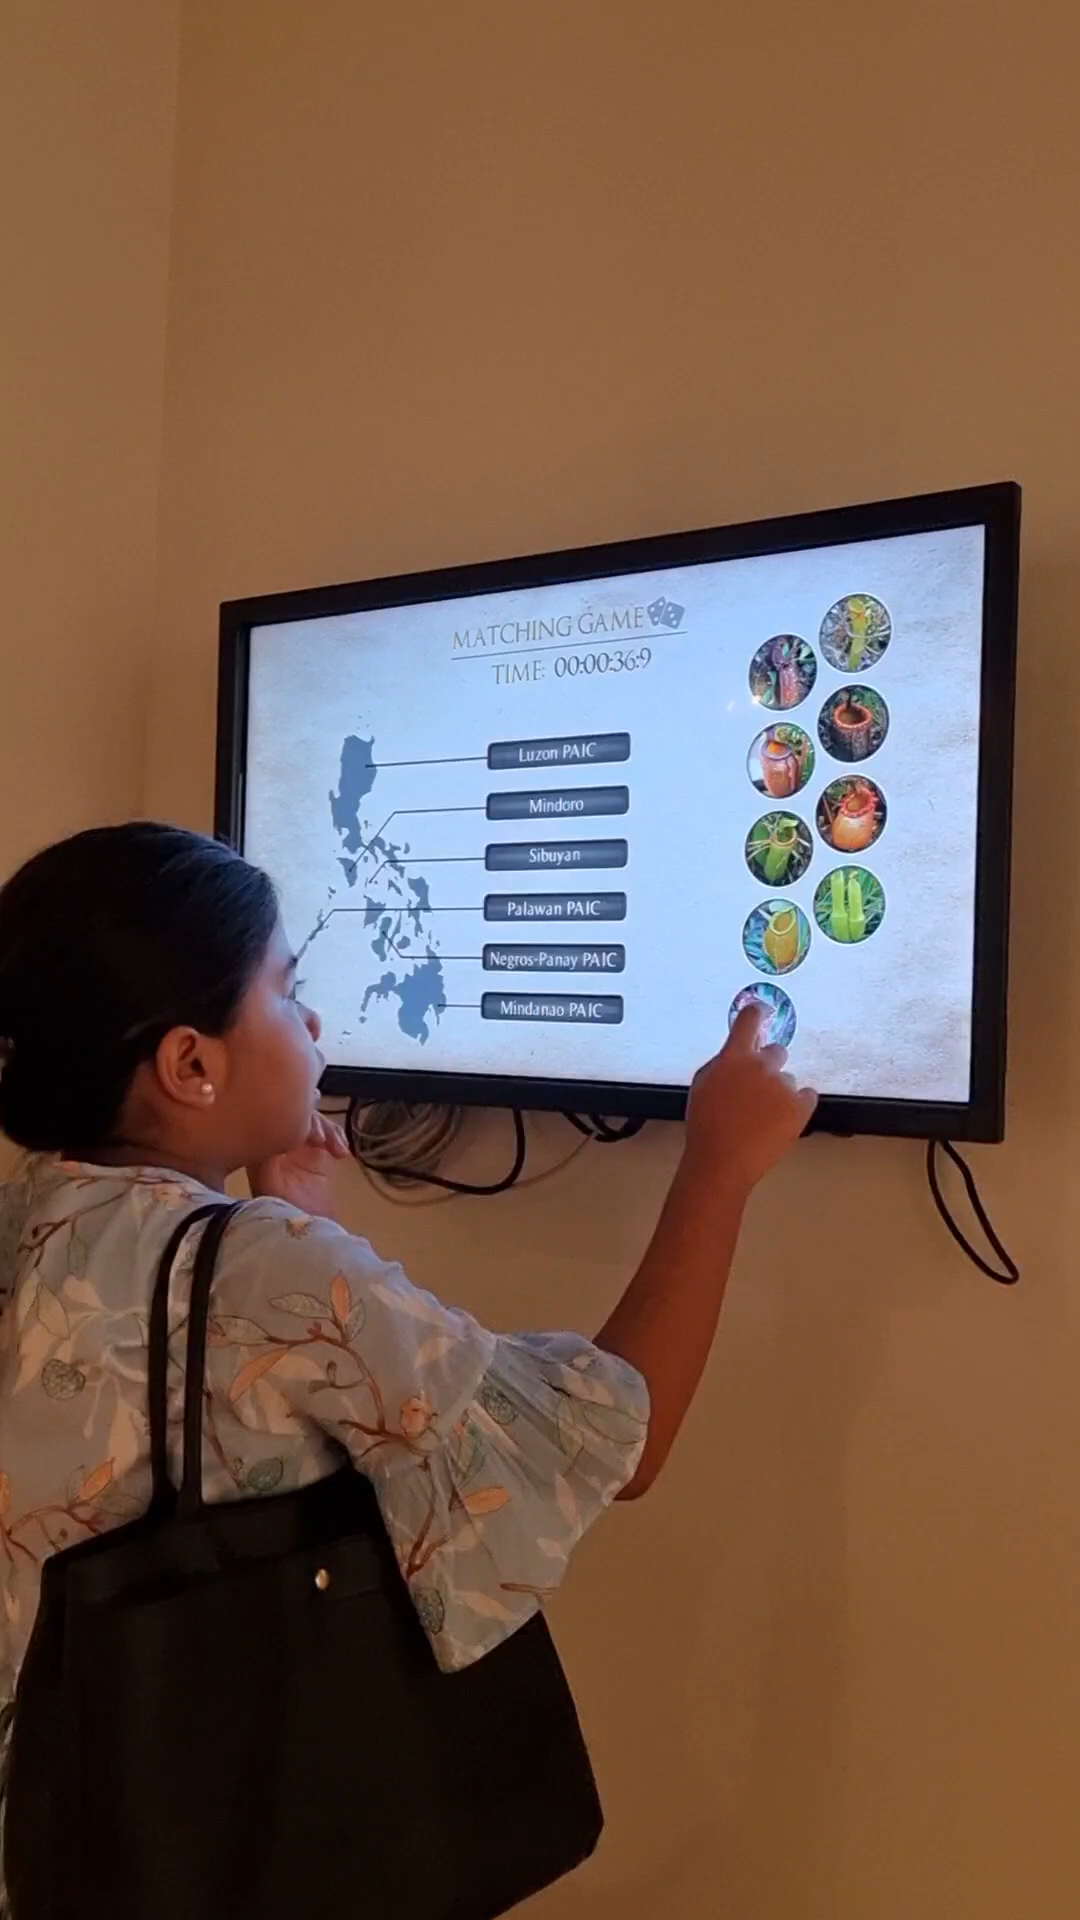 MATCHING GAME
TIME: 00:00:36:9
Luzon PAIC
Mindoro
Sibuyan
Palawan PAIC
Negros-Panay PAIC
Mindanao PAIC